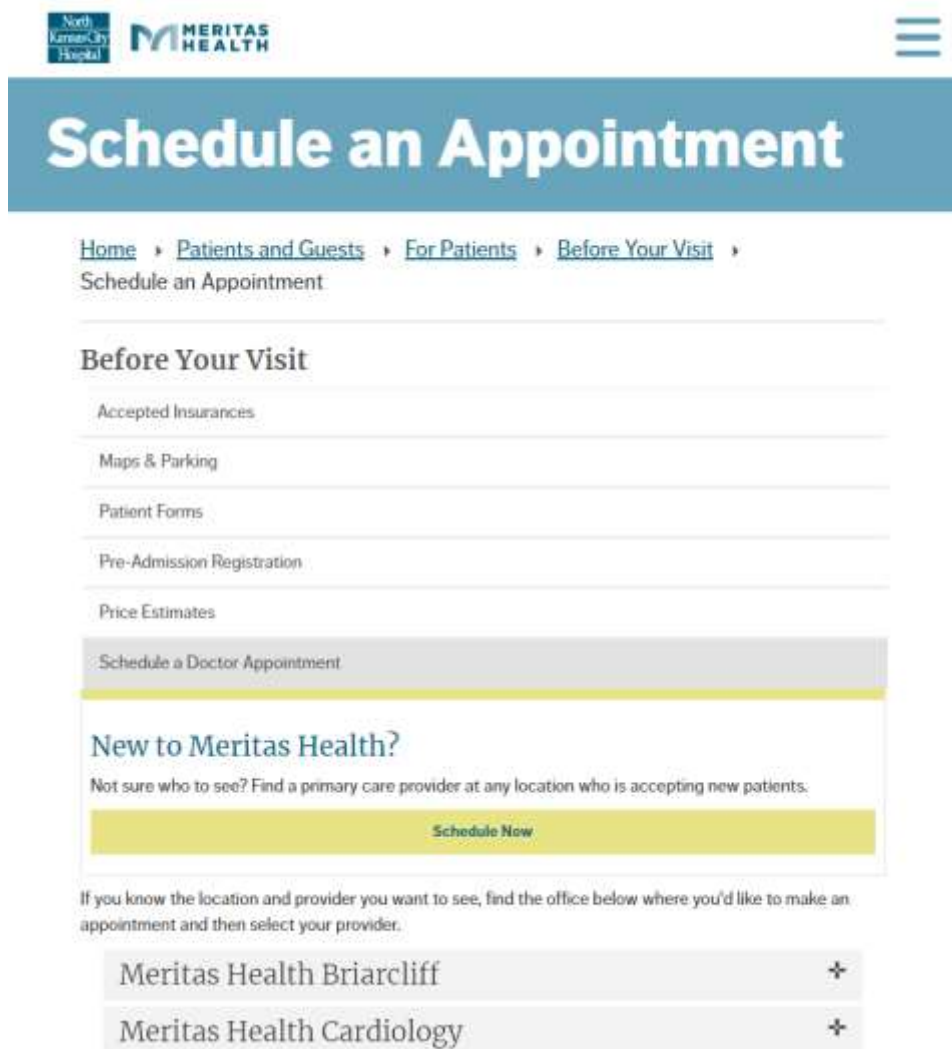 North
Kansas City
Hospital
MERITAS
HEALTH
Schedule an Appointment
Home › Patients and Guests › For Patients › Before Your Visit ›
Schedule an Appointment
Before Your Visit
Accepted Insurances
Maps & Parking
Patient Forms
Pre-Admission Registration
Price Estimates
Schedule a Doctor Appointment
New to Meritas Health?
Not sure who to see? Find a primary care provider at any location who is accepting new patients.
Schedule Now
If you know the location and provider you want to see, find the office below where you'd like to make an
appointment and then select your provider.
Meritas Health Briarcliff +
Meritas Health Cardiology +